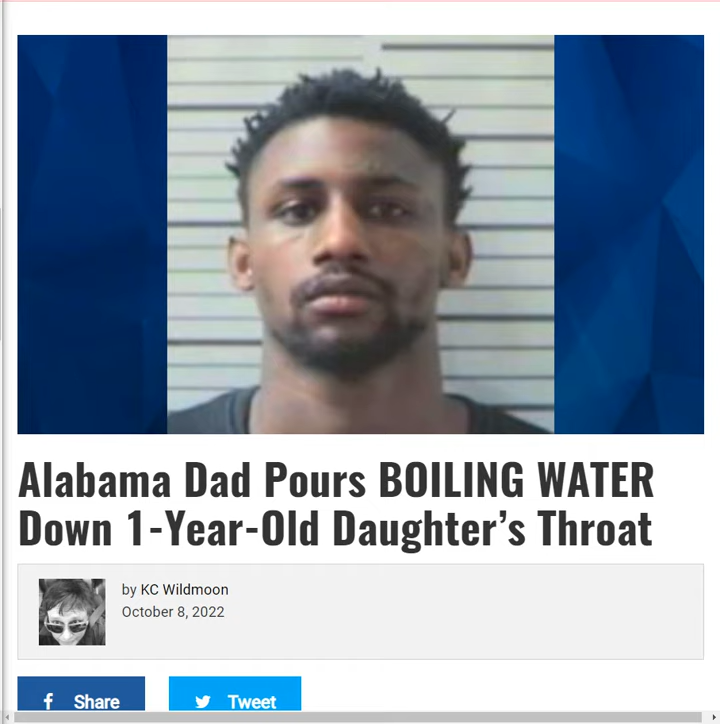 Alabama Dad Pours BOILING WATER
Down 1-Year-Old Daughter's Throat
by KC Wildmoon
October 8, 2022
Share
Tweet